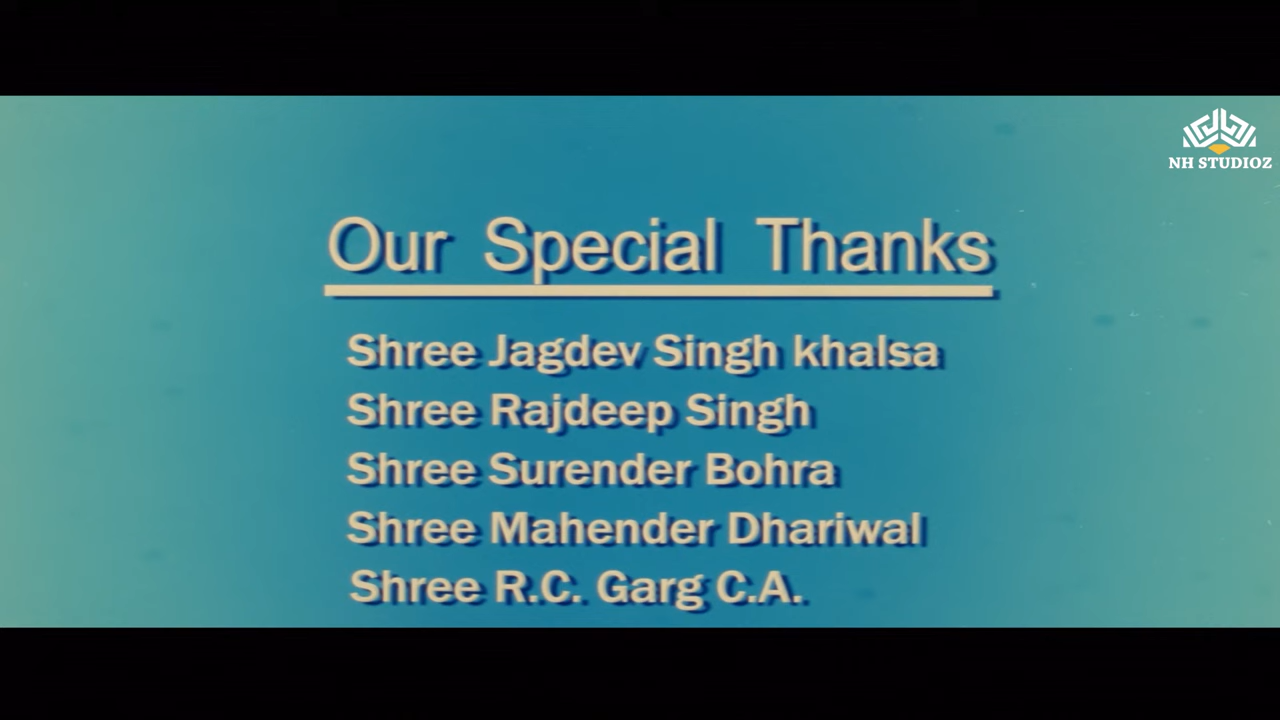 NH STUDIOZ
Our Special Thanks
Shree Jagdev Singh khalsa
Shree Rajdeep Singh
Shree Surender Bohra
Shree Mahender Dhariwal
Shree R.C. Garg C.A.